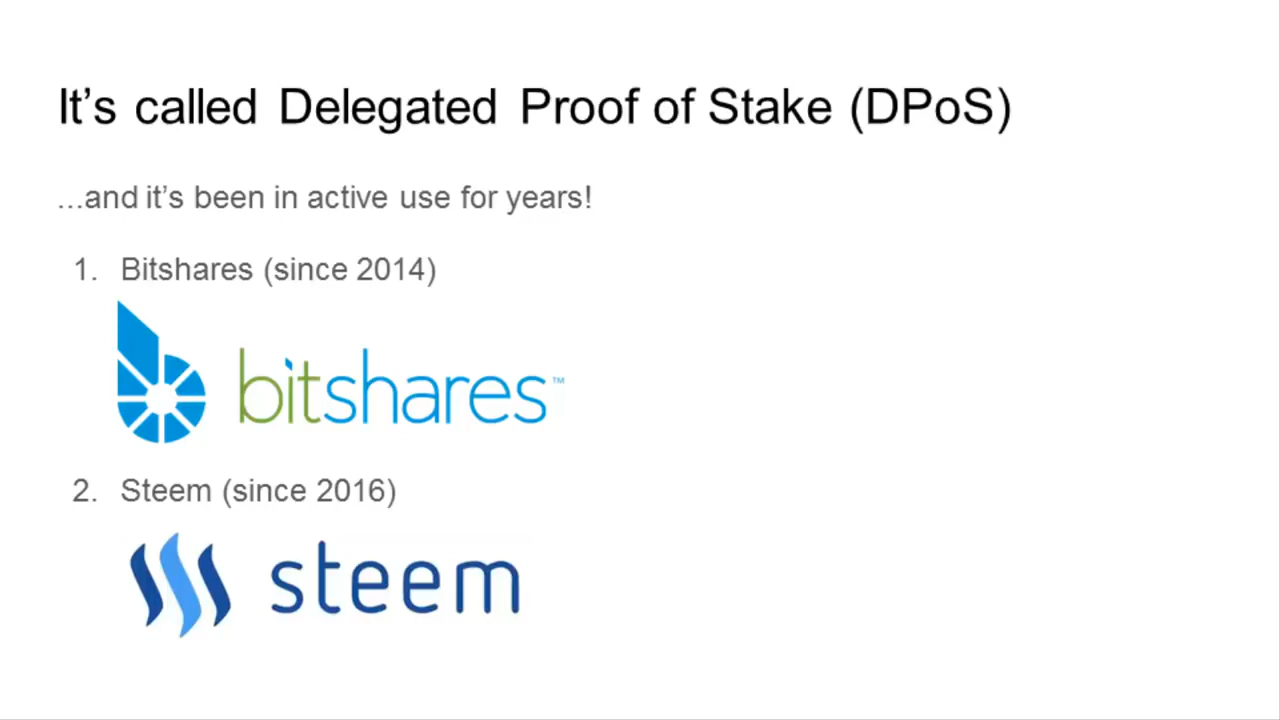 It’s called Delegated Proof of Stake (DPoS)
...and it’s been in active use for years!
1. Bitshares (since 2014)
bitshares™
2. Steem (since 2016)
steem